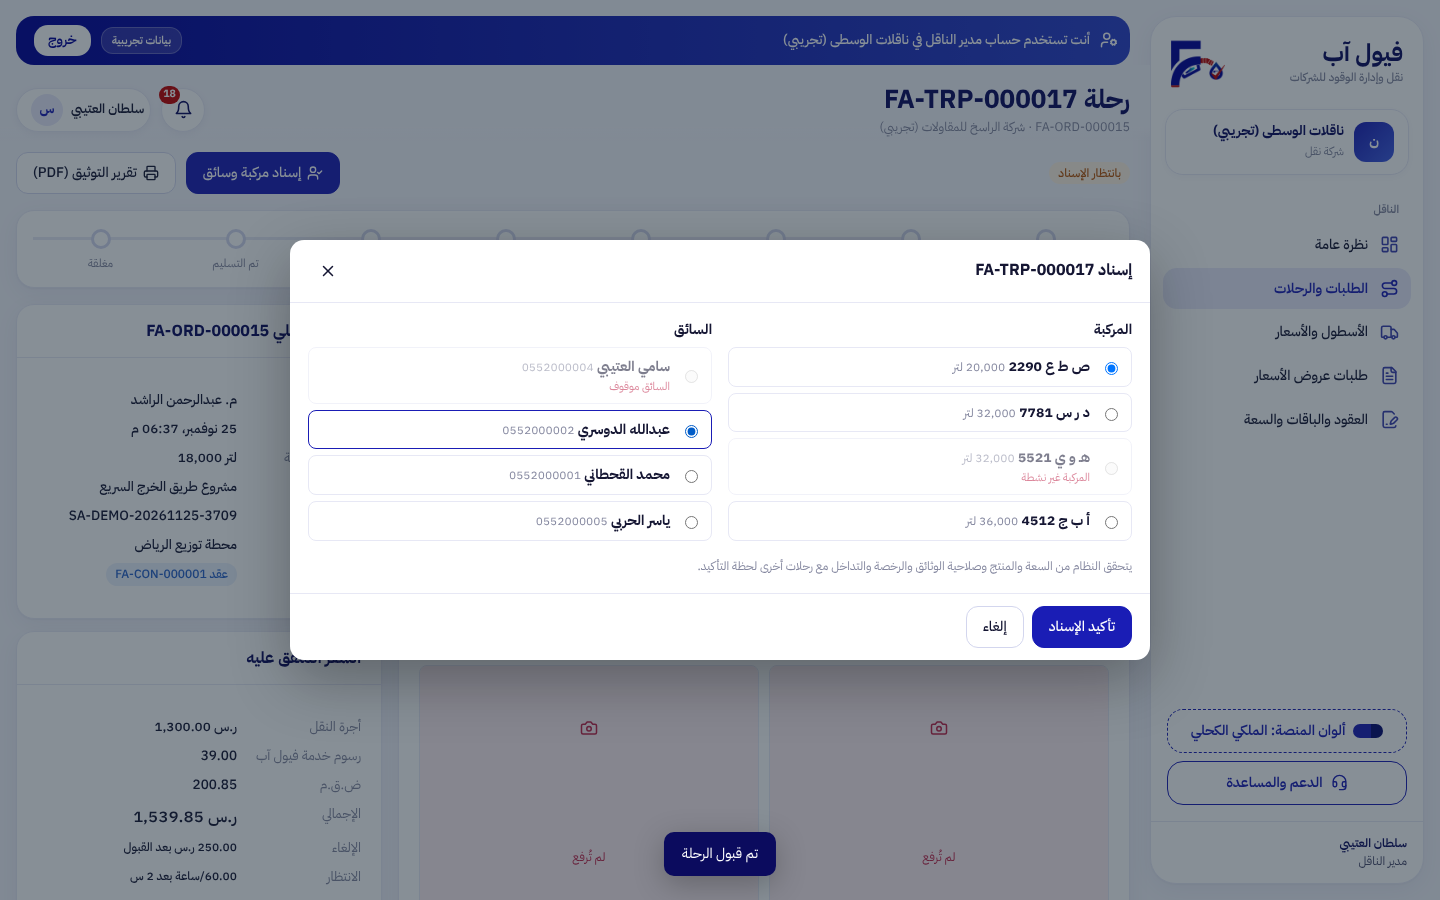 أنت تستخدم حساب مدير الناقل في ناقلات الوسطى (تجريبي)
بيانات تجريبية
خروج
فيول آب
نقل وإدارة الوقود للشركات
ناقلات الوسطى (تجريبي)
شركة نقل
ن
الناقل
نظرة عامة
الطلبات والرحلات
الأسطول والأسعار
طلبات عروض الأسعار
العقود والباقات والسعة
ألوان المنصة: الملكي الكحلي
الدعم والمساعدة
سلطان العتيبي
مدير الناقل
رحلة FA-TRP-000017
FA-ORD-000015 · شركة الراسخ للمقاولات (تجريبي)
18
سلطان العتيبي
س
بانتظار الإسناد
إسناد مركبة وسائق
تقرير التوثيق (PDF)
تم التسليم
مغلقة
إسناد FA-TRP-000017
المركبة
ص ط ع 2290 20,000 لتر
د ر س 7781 32,000 لتر
هـ و ي 5521 32,000 لتر
المركبة غير نشطة
أ ب ج 4512 36,000 لتر
السائق
سامي العتيبي 0552000004
السائق موقوف
عبدالله الدوسري 0552000002
محمد القحطاني 0552000001
ياسر الحربي 0552000005
يتحقق النظام من السعة والمنتج وصلاحية الوثائق والرخصة والتداخل مع رحلات أخرى لحظة التأكيد.
تأكيد الإسناد
إلغاء
FA-ORD-000015
م. عبدالرحمن الراشد
25 نوفمبر، 06:37 م
18,000 لتر
مشروع طريق الخرج السريع
SA-DEMO-20261125-3709
محطة توزيع الرياض
عقد FA-CON-000001
عليه
أجرة النقل
1,300.00 ر.س
رسوم خدمة فيول آب
39.00
ض.ق.م
200.85
الإجمالي
1,539.85 ر.س
الإلغاء
250.00 ر.س بعد القبول
الانتظار
60.00/ساعة بعد 2 س
لم تُرفع
لم تُرفع
تم قبول الرحلة